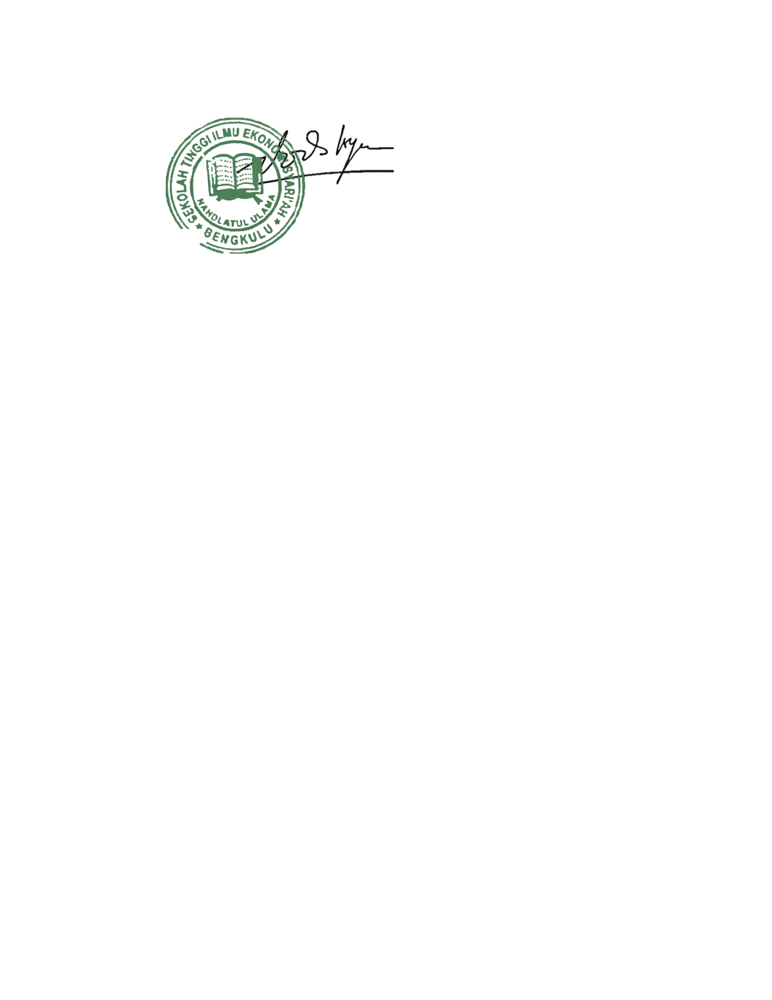 SEKOLAH TINGGI ILMU EKONOMI SYARI'AH
NAHDLATUL ULAMA
BENGKULU